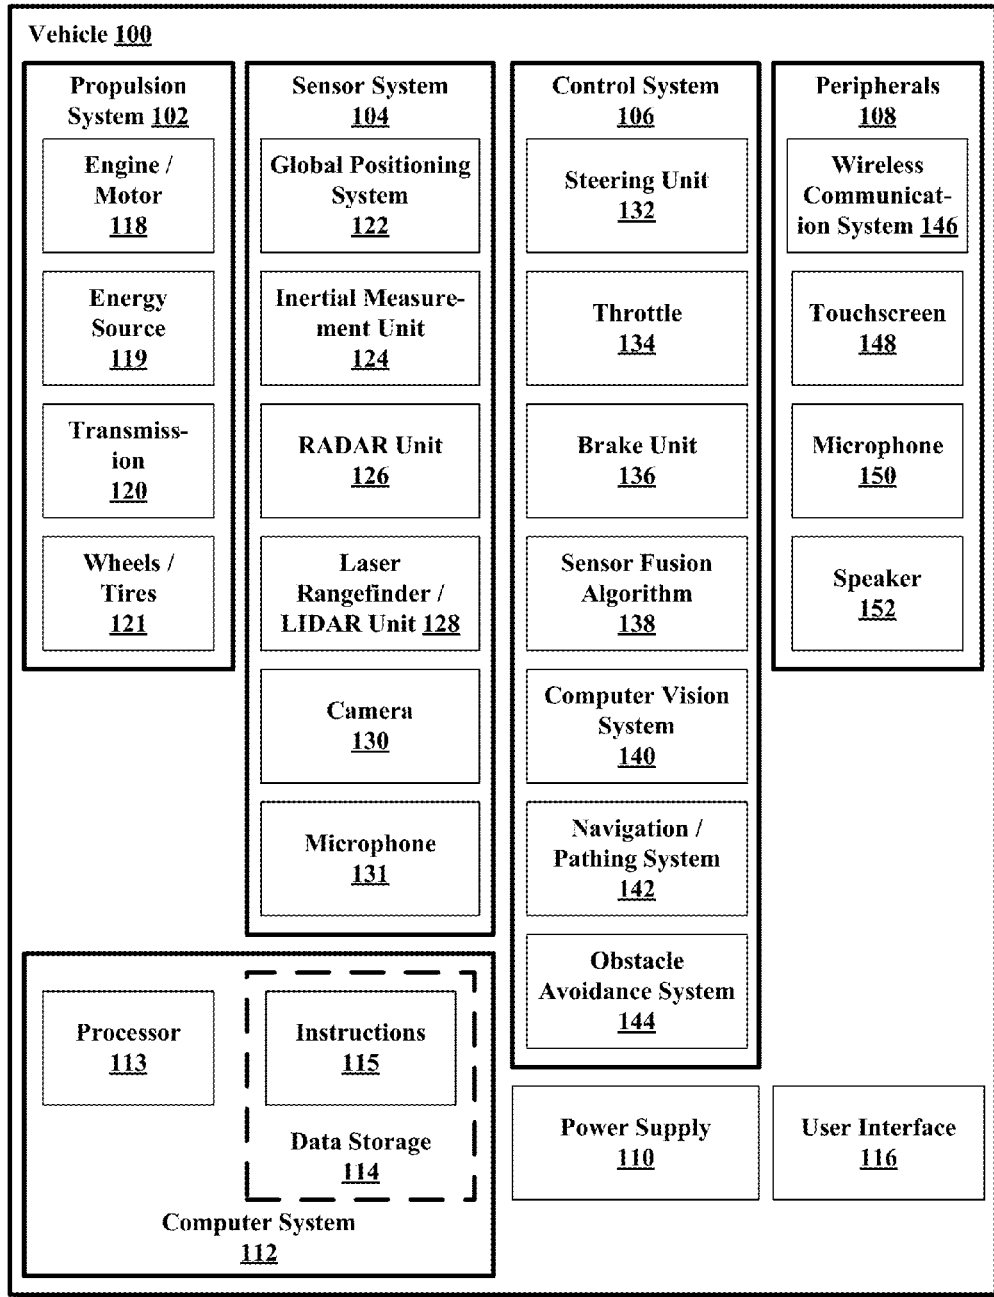 Vehicle 100
Propulsion
System 102
Engine /
Motor
118
Energy
Source
119
Transmiss-
ion
120
Wheels /
Tires
121
Sensor System
104
Global Positioning
System
122
Inertial Measure-
ment Unit
124
RADAR Unit
126
Laser
Rangefinder /
LIDAR Unit 128
Camera
130
Microphone
131
Control System
106
Steering Unit
132
Throttle
134
Brake Unit
136
Sensor Fusion
Algorithm
138
Computer Vision
System
140
Navigation /
Pathing System
142
Obstacle
Avoidance System
144
Peripherals
108
Wireless
Communicat-
ion System 146
Touchscreen
148
Microphone
150
Speaker
152
Processor
113
Instructions
115
Data Storage
114
Computer System
112
Power Supply
110
User Interface
116